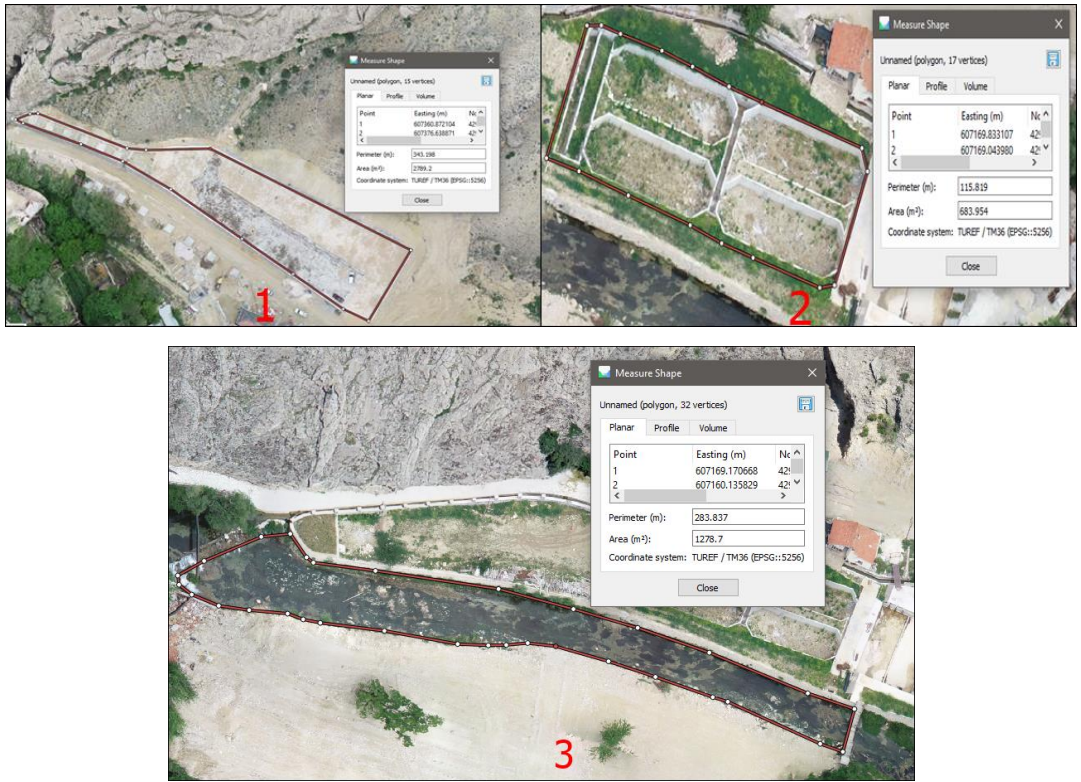 Measure Shape
Unnamed (polygon, 15 vertices)
Planar Profile Volume
Point Easting (m)
1 607360.872104
2 607376.638871
Perimeter (m): 343.198
Area (m²): 2789.2
Coordinate system: TUREF / TM36 (EPSG::5256)
Close
1
Measure Shape
Unnamed (polygon, 17 vertices)
Planar Profile Volume
Point Easting (m)
1 607169.833107
2 607169.043980
Perimeter (m): 115.819
Area (m²): 683.954
Coordinate system: TUREF / TM36 (EPSG::5256)
Close
2
Measure Shape
Unnamed (polygon, 32 vertices)
Planar Profile Volume
Point Easting (m)
1 607169.170668
2 607160.135829
Perimeter (m): 283.837
Area (m²): 1278.7
Coordinate system: TUREF / TM36 (EPSG::5256)
Close
3